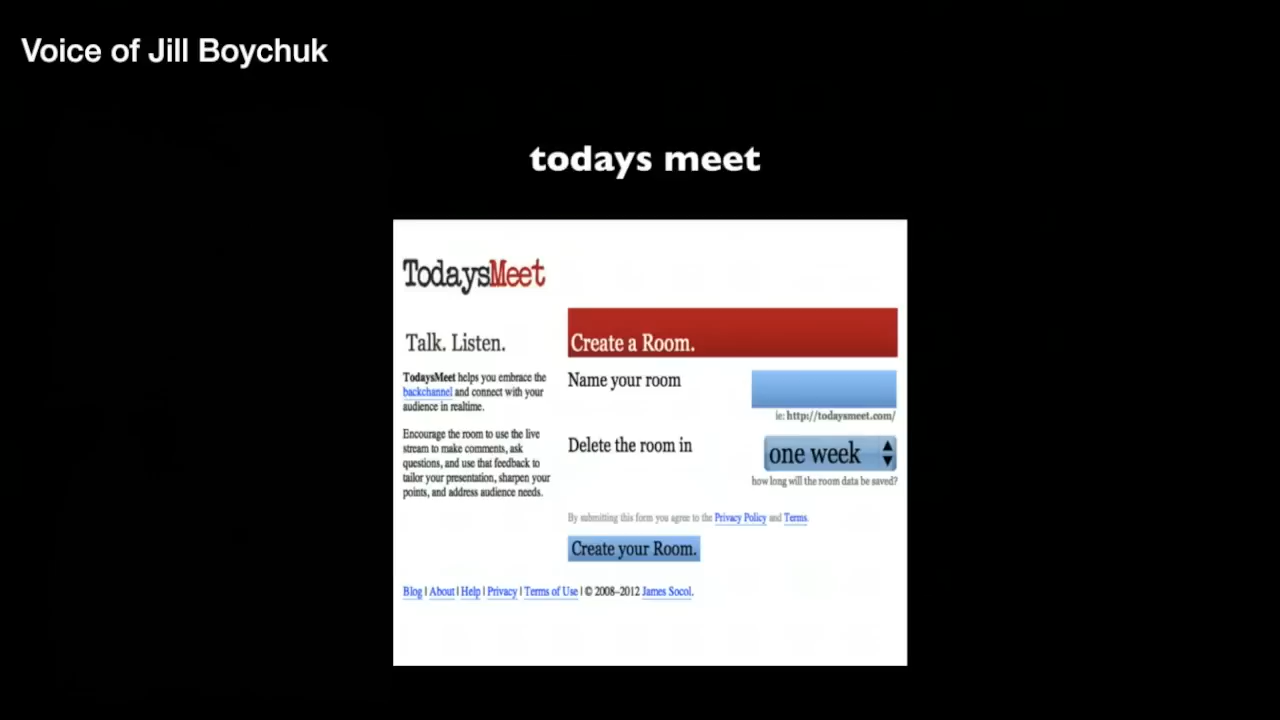 Voice of Jill Boychuk
todays meet
TodaysMeet
Talk. Listen.
TodaysMeet helps you embrace the
backchannel and connect with your
audience in realtime.
Encourage the room to use the live
stream to make comments, ask
questions, and use that feedback to
tailor your presentation, sharpen your
points, and address audience needs.
Create a Room.
Name your room
ie: http://todaysmeet.com/
Delete the room in
one week
how long will the room data be saved?
By submitting this form you agree to the Privacy Policy and Terms.
Create your Room.
Blog | About | Help | Privacy | Terms of Use | © 2008–2012 James Socol.